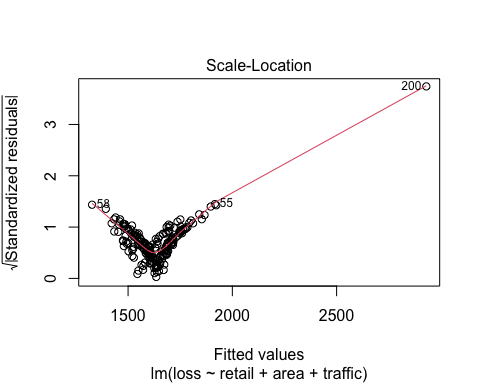 Scale-Location
√|Standardized residuals|
0
1
2
3
200
58
55
1500
2000
2500
Fitted values
lm(loss ~ retail + area + traffic)